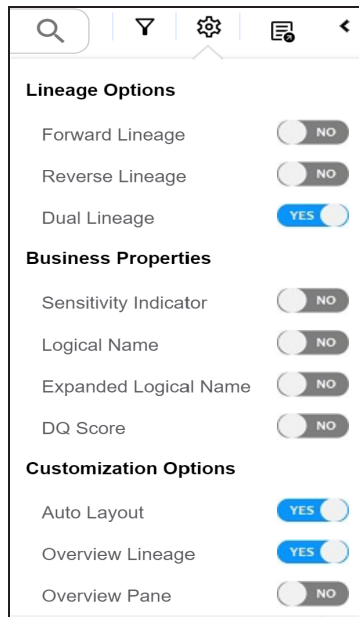 Lineage Options
Forward Lineage NO
Reverse Lineage NO
Dual Lineage YES
Business Properties
Sensitivity Indicator NO
Logical Name NO
Expanded Logical Name NO
DQ Score NO
Customization Options
Auto Layout YES
Overview Lineage YES
Overview Pane NO